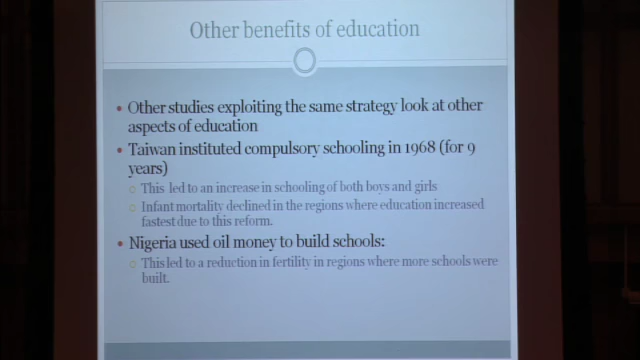 Other benefits of education
• Other studies exploiting the same strategy look at other
aspects of education
• Taiwan instituted compulsory schooling in 1968 (for 9
years)
○ This led to an increase in schooling of both boys and girls
○ Infant mortality declined in the regions where education increased
fastest due to this reform.
• Nigeria used oil money to build schools:
○ This led to a reduction in fertility in regions where more schools were
built.